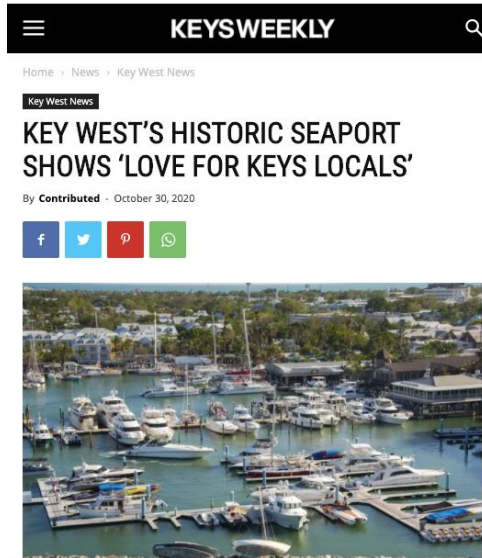 KEYSWEEKLY
Home › News › Key West News
Key West News
KEY WEST'S HISTORIC SEAPORT
SHOWS ‘LOVE FOR KEYS LOCALS’
By Contributed - October 30, 2020